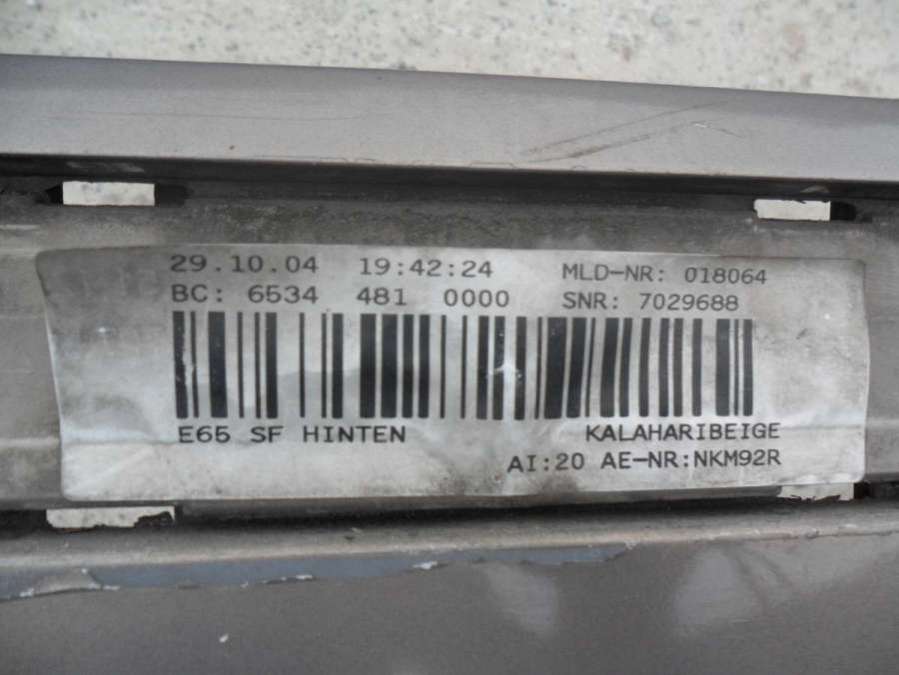 29.10.04 19:42:24 MLD-NR: 018064
BC: 6534 481 0000 SNR: 7029688
E65 SF HINTEN KALAHARIBEIGE
AI:20 AE-NR:NKM92R